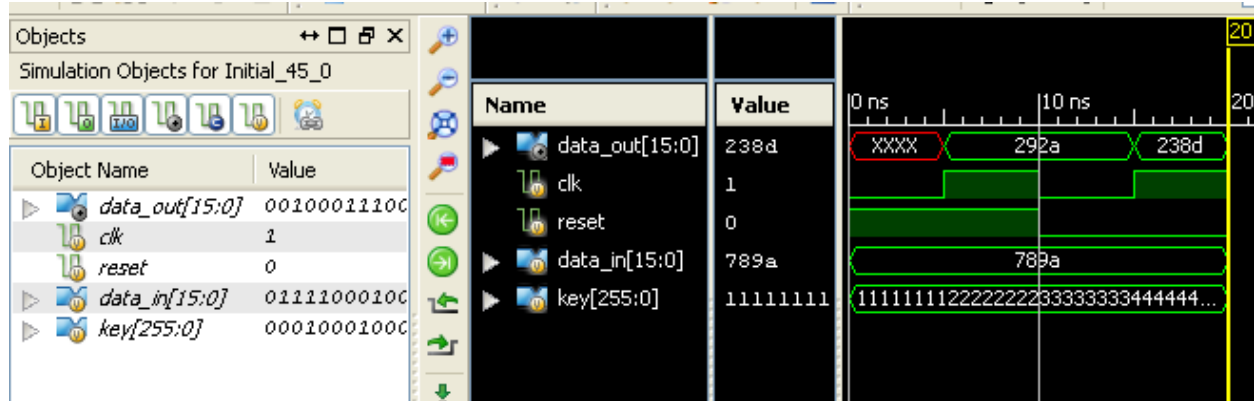 Objects
Simulation Objects for Initial_45_0
I O I/O C
Object Name Value
data_out[15:0] 00100011100
clk 1
reset 0
data_in[15:0] 01111000100
key[255:0] 00010001000
Name Value 0 ns 10 ns 20
20
data_out[15:0] 238d XXXX 292a 238d
clk 1
reset 0
data_in[15:0] 789a 789a
key[255:0] 11111111 11111111222222223333333344444...